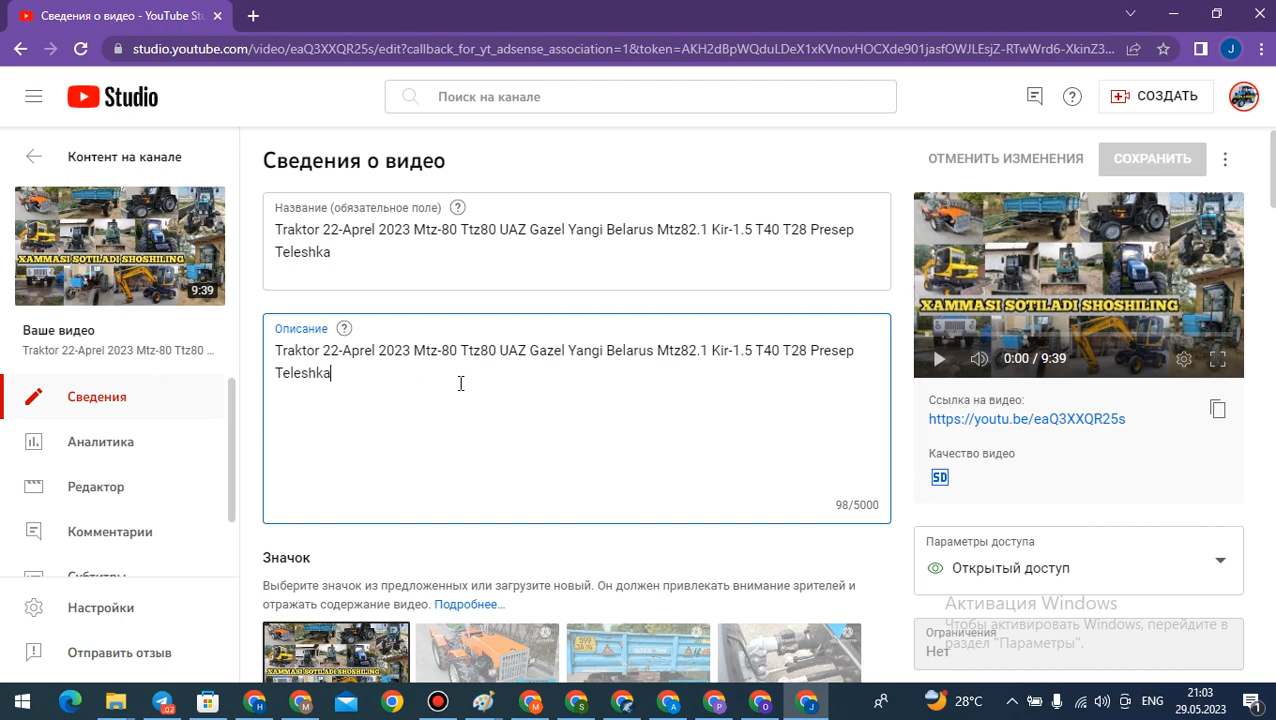 Сведения о видео - YouTube St
studio.youtube.com/video/eaQ3XXQR25s/edit?callback_for_yt_adsense_association=1&token=AKH2dBpWQduLDeX1xKVnovHOCXde901jasfOWJLEsjZ-RTwWrd6-XkinZ3...
J
Studio
Поиск на канале
СОЗДАТЬ
Контент на канале
XAMMASI SOTILADI SHOSHILING
9:39
Ваше видео
Traktor 22-Aprel 2023 Mtz-80 Ttz80 ...
Сведения
Аналитика
Редактор
Комментарии
Субтитры
Настройки
Отправить отзыв
Сведения о видео
ОТМЕНИТЬ ИЗМЕНЕНИЯ
СОХРАНИТЬ
Название (обязательное поле)
Traktor 22-Aprel 2023 Mtz-80 Ttz80 UAZ Gazel Yangi Belarus Mtz82.1 Kir-1.5 T40 T28 Presep
Teleshka
Описание
Traktor 22-Aprel 2023 Mtz-80 Ttz80 UAZ Gazel Yangi Belarus Mtz82.1 Kir-1.5 T40 T28 Presep
Teleshka
98/5000
Значок
Выберите значок из предложенных или загрузите новый. Он должен привлекать внимание зрителей и
отражать содержание видео. Подробнее...
XAMMASI SOTILADI SHOSHILING
XAMMASI SOTILADI SHOSHILING
0:00 / 9:39
Ссылка на видео:
https://youtu.be/eaQ3XXQR25s
Качество видео
SD
Параметры доступа
Открытый доступ
Ограничения
Нет
Активация Windows
Чтобы активировать Windows, перейдите в
раздел "Параметры".
28°C
21:03
29.05.2023